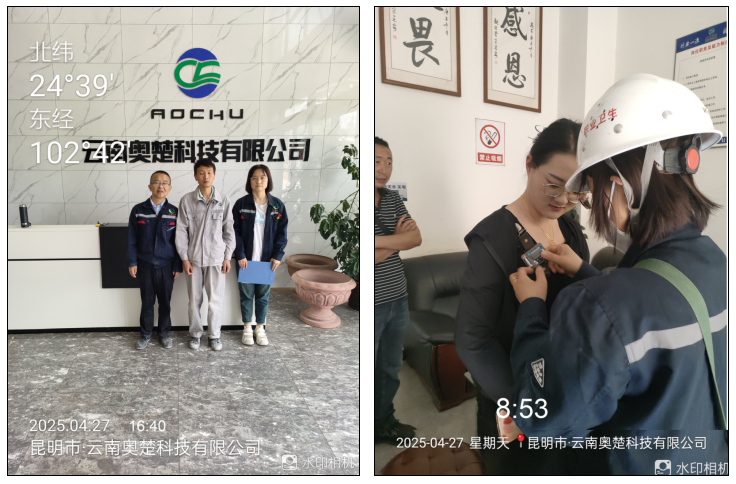 北纬
24°39'
东经
102°42'
AOCHU
云南奥楚科技有限公司
2025.04.27 16:40
昆明市·云南奥楚科技有限公司
水印相机
畏
感恩
禁止吸烟
职业卫生
8:53
2025-04-27 星期天 昆明市·云南奥楚科技有限公司
水印相机